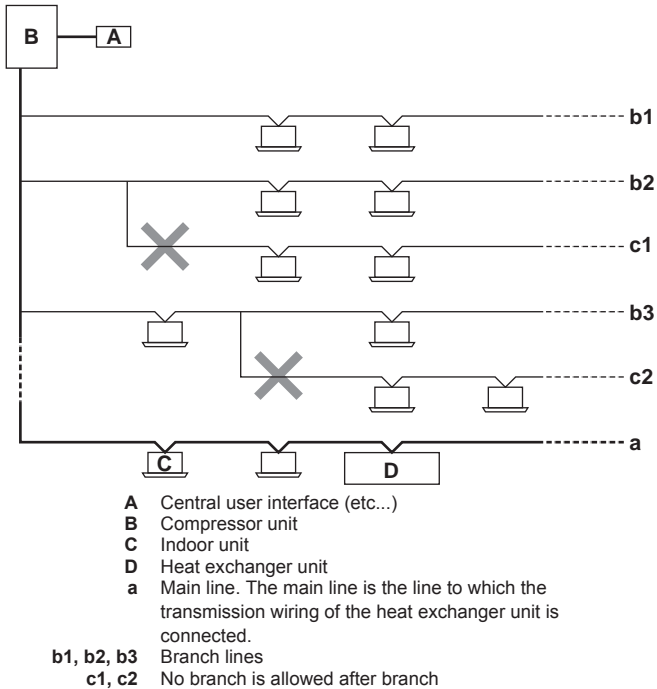 B
A
b1
b2
c1
b3
c2
a
C
D
A Central user interface (etc...)
B Compressor unit
C Indoor unit
D Heat exchanger unit
a Main line. The main line is the line to which the
transmission wiring of the heat exchanger unit is
connected.
b1, b2, b3 Branch lines
c1, c2 No branch is allowed after branch